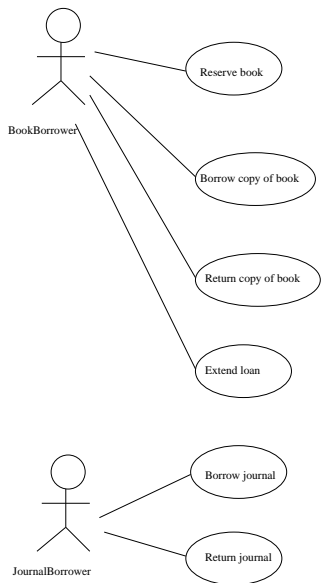 Reserve book
BookBorrower
Borrow copy of book
Return copy of book
Extend loan
Borrow journal
Return journal
JournalBorrower